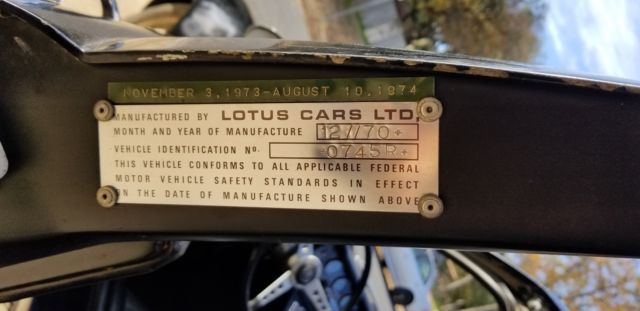 NOVEMBER 3,1973-AUGUST 10,1874
MANUFACTURED BY LOTUS CARS LTD.
MONTH AND YEAR OF MANUFACTURE 12/70+
VEHICLE IDENTIFICATION No. 0745R+
THIS VEHICLE CONFORMS TO ALL APPLICABLE FEDERAL
MOTOR VEHICLE SAFETY STANDARDS IN EFFECT
ON THE DATE OF MANUFACTURE SHOWN ABOVE